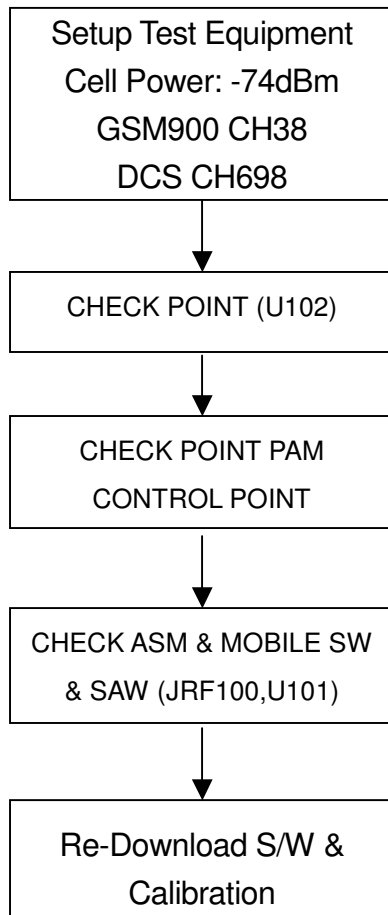 Setup Test Equipment
Cell Power: -74dBm
GSM900 CH38
DCS CH698
CHECK POINT (U102)
CHECK POINT PAM
CONTROL POINT
CHECK ASM & MOBILE SW
& SAW (JRF100,U101)
Re-Download S/W &
Calibration